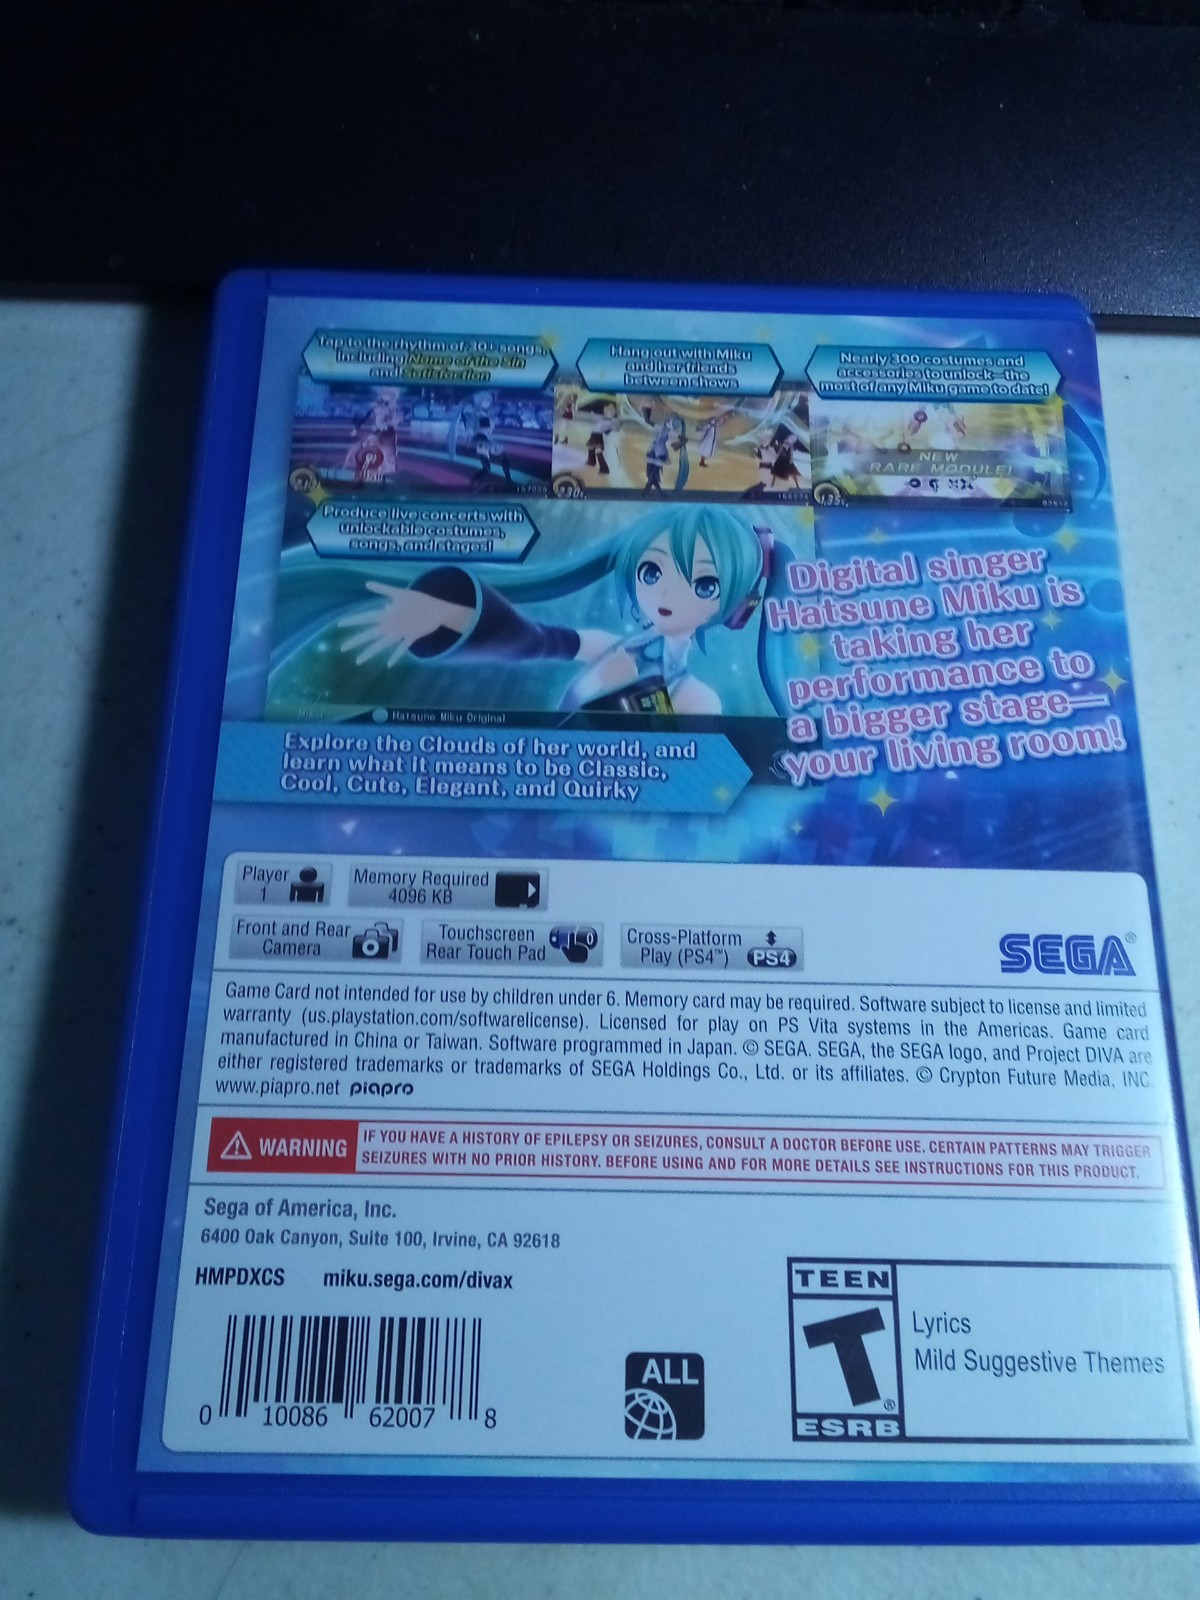 Tap to the rhythm of 30+ songs,
including Name of the Sin
and Satisfaction
Hang out with Miku
and her friends
between shows
Nearly 300 costumes and
accessories to unlock—the
most of any Miku game to date!
NEW
RARE MODULE!
Produce live concerts with
unlockable costumes,
songs, and stages!
Hatsune Miku Original
Digital singer
Hatsune Miku is
taking her
performance to
a bigger stage—
your living room!
Explore the Clouds of her world, and
learn what it means to be Classic,
Cool, Cute, Elegant, and Quirky
Player
1
Memory Required
4096 KB
Front and Rear
Camera
Touchscreen
Rear Touch Pad
Cross-Platform
Play (PS4™)
PS4
SEGA®
Game Card not intended for use by children under 6. Memory card may be required. Software subject to license and limited
warranty (us.playstation.com/softwarelicense). Licensed for play on PS Vita systems in the Americas. Game card
manufactured in China or Taiwan. Software programmed in Japan. © SEGA. SEGA, the SEGA logo, and Project DIVA are
either registered trademarks or trademarks of SEGA Holdings Co., Ltd. or its affiliates. © Crypton Future Media, INC.
www.piapro.net piapro
WARNING
IF YOU HAVE A HISTORY OF EPILEPSY OR SEIZURES, CONSULT A DOCTOR BEFORE USE. CERTAIN PATTERNS MAY TRIGGER
SEIZURES WITH NO PRIOR HISTORY. BEFORE USING AND FOR MORE DETAILS SEE INSTRUCTIONS FOR THIS PRODUCT.
Sega of America, Inc.
6400 Oak Canyon, Suite 100, Irvine, CA 92618
HMPDXCS miku.sega.com/divax
0 10086 62007 8
ALL
TEEN
T®
ESRB
Lyrics
Mild Suggestive Themes